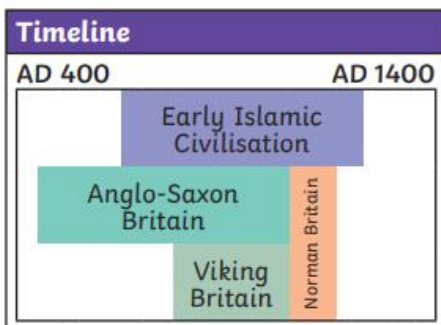 Timeline
AD 400 AD 1400
Early Islamic
Civilisation
Anglo-Saxon
Britain
Norman Britain
Viking
Britain